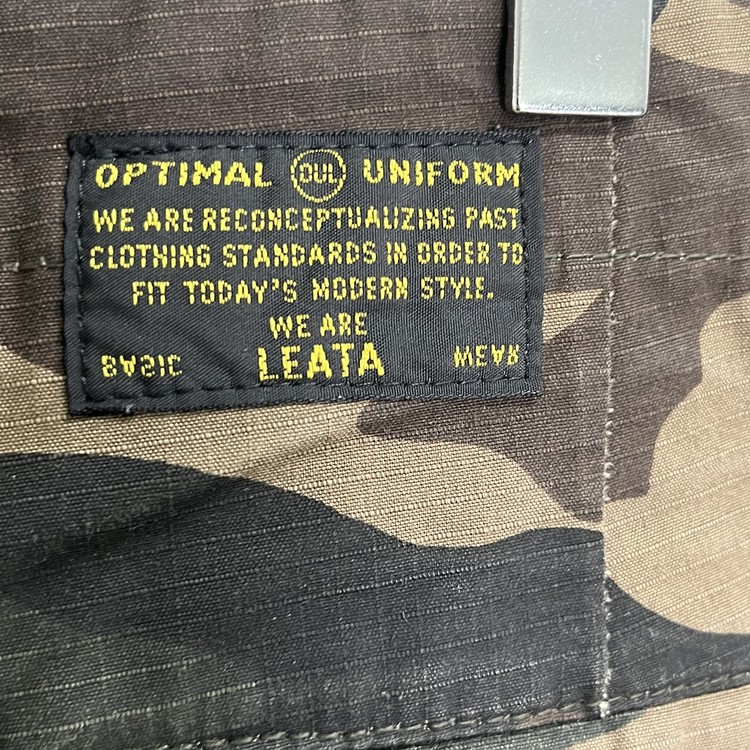 OPTIMAL OUL UNIFORM
WE ARE RECONCEPTUALIZING PAST
CLOTHING STANDARDS IN ORDER TO
FIT TODAY'S MODERN STYLE.
WE ARE
BASIC LEATA WEAR